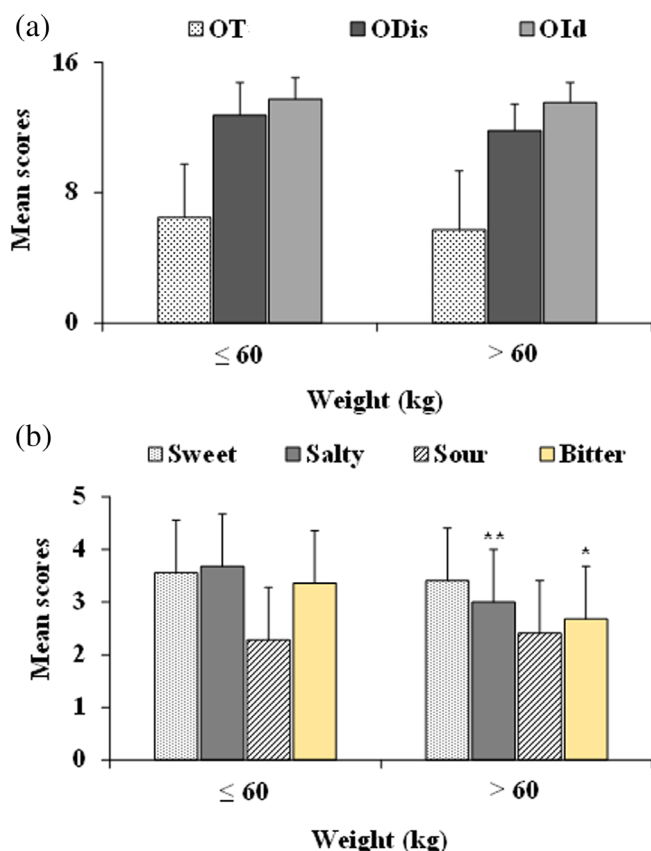 (a)
OT ODis OId
16
8
0
Mean scores
≤ 60 > 60
Weight (kg)
(b)
Sweet Salty Sour Bitter
5
4
3
2
1
0
Mean scores
** *
≤ 60 > 60
Weight (kg)